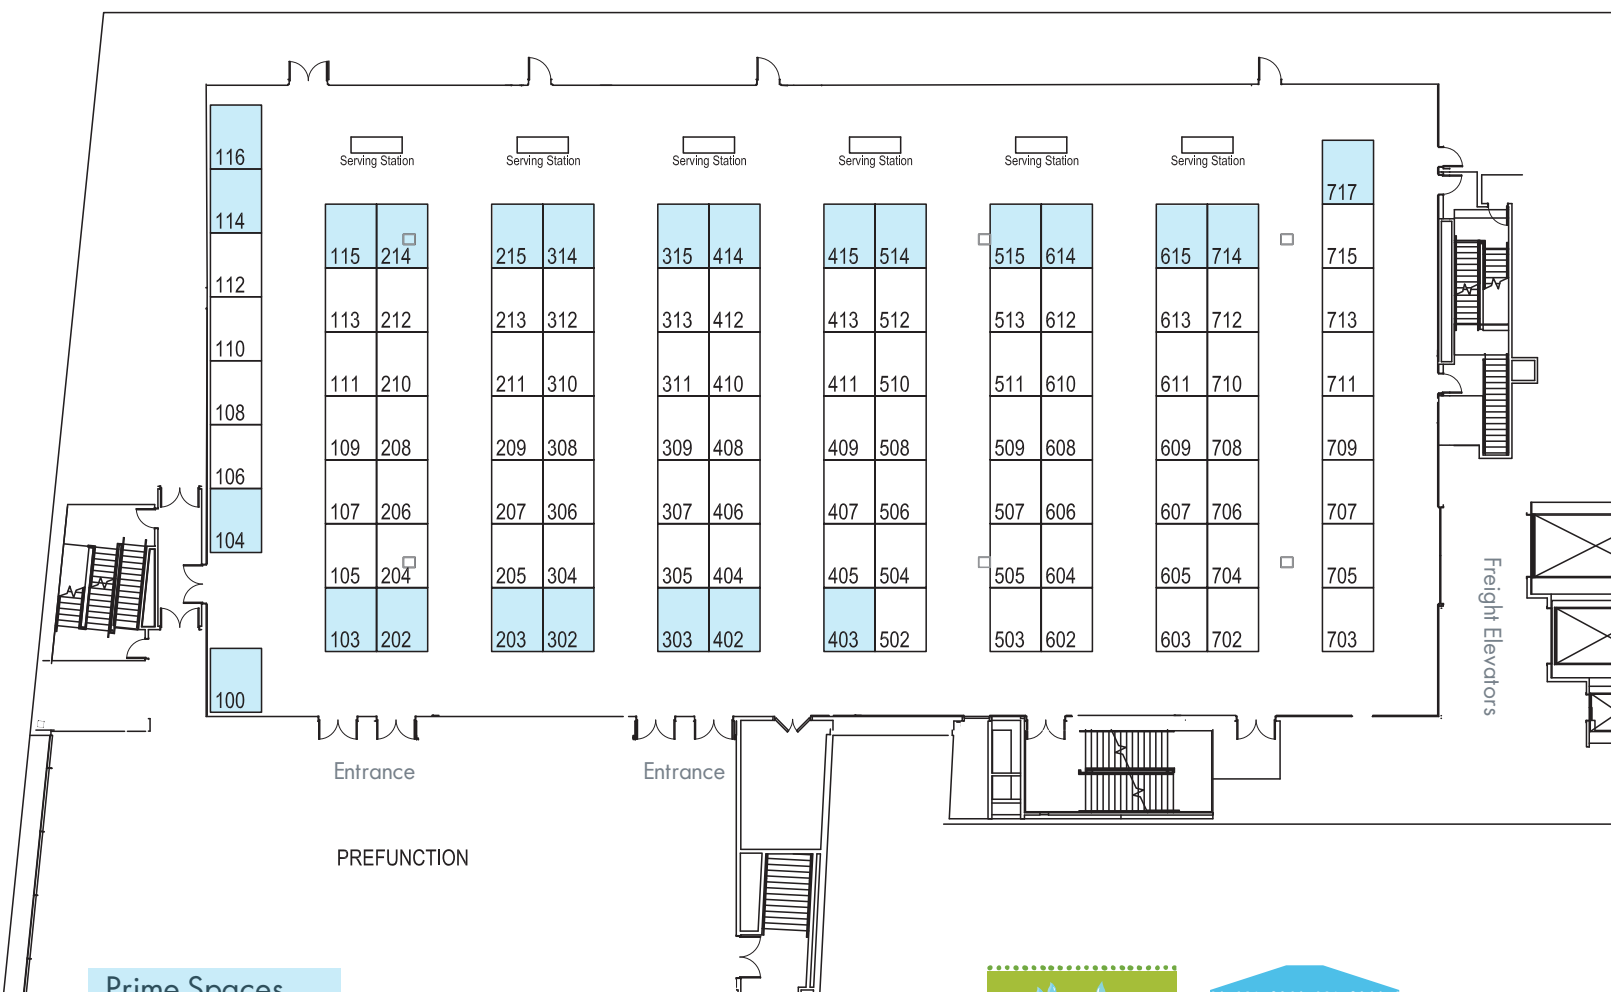 Serving Station Serving Station Serving Station Serving Station Serving Station Serving Station
116
717
114
115 214 215 314 315 414 415 514 515 614 615 714 715
112
113 212 213 312 313 412 413 512 513 612 613 712 713
110
111 210 211 310 311 410 411 510 511 610 611 710 711
108
109 208 209 308 309 408 409 508 509 608 609 708 709
106
107 206 207 306 307 406 407 506 507 606 607 706 707
104
105 204 205 304 305 404 405 504 505 604 605 704 705
103 202 203 302 303 402 403 502 503 602 603 702 703
100
Freight Elevators
Entrance Entrance
PREFUNCTION
Prime Spaces